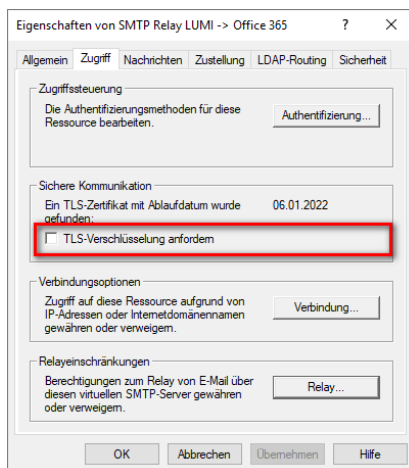 Eigenschaften von SMTP Relay LUMI -> Office 365
Allgemein Zugriff Nachrichten Zustellung LDAP-Routing Sicherheit
Zugriffssteuerung
Die Authentifizierungsmethoden für diese
Ressource bearbeiten.
Authentifizierung...
Sichere Kommunikation
Ein TLS-Zertifikat mit Ablaufdatum wurde
gefunden:
06.01.2022
TLS-Verschlüsselung anfordern
Verbindungsoptionen
Zugriff auf diese Ressource aufgrund von
IP-Adressen oder Internetdomänennamen
gewähren oder verweigern.
Verbindung...
Relayeinschränkungen
Berechtigungen zum Relay von E-Mail über
diesen virtuellen SMTP-Server gewähren
oder verweigern.
Relay...
OK Abbrechen Übernehmen Hilfe